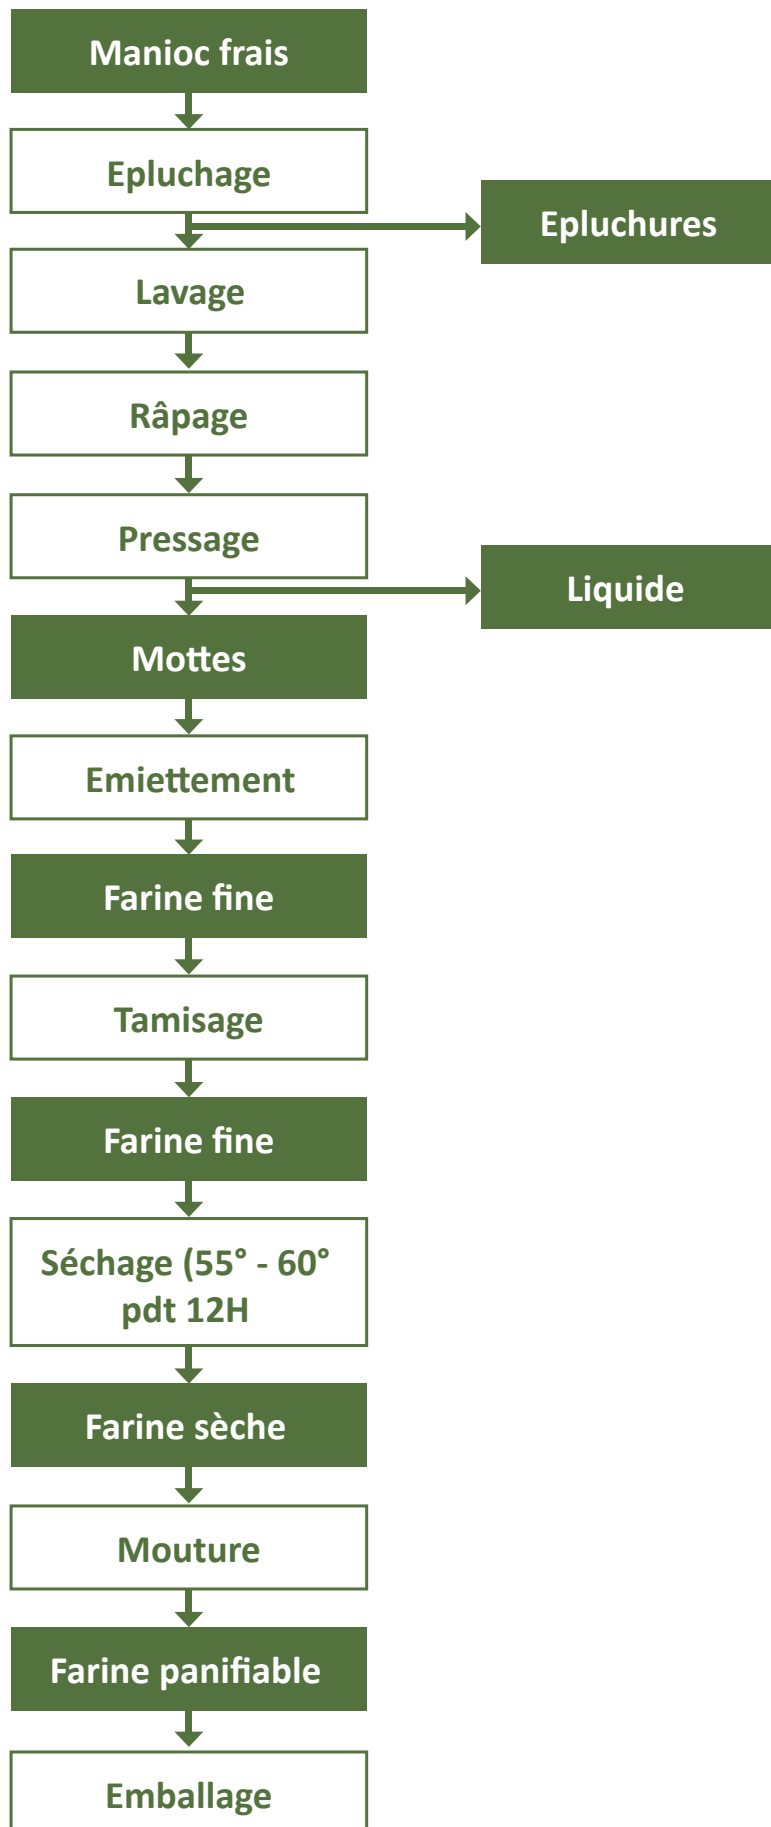 Manioc frais
Epluchage
Epluchures
Lavage
Râpage
Pressage
Liquide
Mottes
Emiettement
Farine fine
Tamisage
Farine fine
Séchage (55° - 60°
pdt 12H
Farine sèche
Mouture
Farine panifiable
Emballage